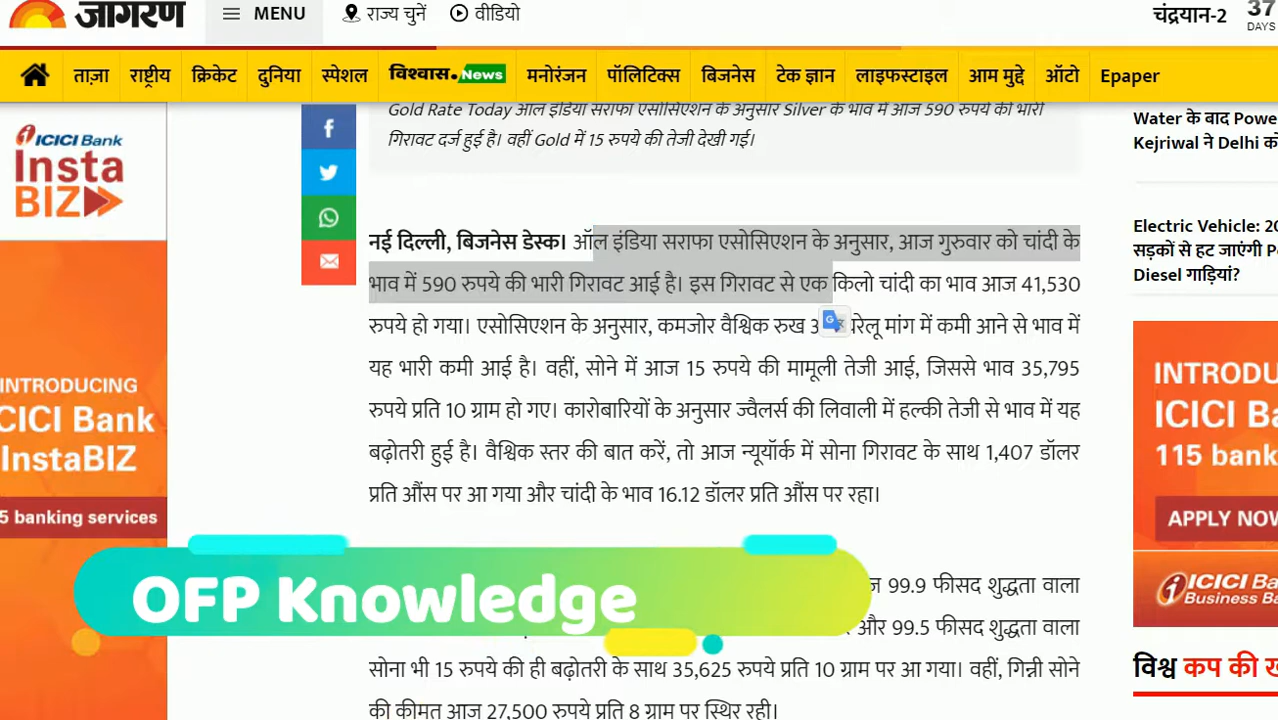 जागरण
MENU
राज्य चुनें
वीडियो
चंद्रयान-2
37
DAYS
ताज़ा
राष्ट्रीय
क्रिकेट
दुनिया
स्पेशल
विश्वास.News
मनोरंजन
पॉलिटिक्स
बिजनेस
टेक ज्ञान
लाइफस्टाइल
आम मुद्दे
ऑटो
Epaper
Gold Rate Today ऑल इंडिया सराफा एसोसिएशन के अनुसार Silver के भाव में आज 590 रुपये की भारी
गिरावट दर्ज हुई है। वहीं Gold में 15 रुपये की तेजी देखी गई।
नई दिल्ली, बिजनेस डेस्क। ऑल इंडिया सराफा एसोसिएशन के अनुसार, आज गुरुवार को चांदी के
भाव में 590 रुपये की भारी गिरावट आई है। इस गिरावट से एक किलो चांदी का भाव आज 41,530
रुपये हो गया। एसोसिएशन के अनुसार, कमजोर वैश्विक रुख रेलू मांग में कमी आने से भाव में
यह भारी कमी आई है। वहीं, सोने में आज 15 रुपये की मामूली तेजी आई, जिससे भाव 35,795
रुपये प्रति 10 ग्राम हो गए। कारोबारियों के अनुसार ज्वैलर्स की लिवाली में हल्की तेजी से भाव में यह
बढ़ोतरी हुई है। वैश्विक स्तर की बात करें, तो आज न्यूयॉर्क में सोना गिरावट के साथ 1,407 डॉलर
प्रति औंस पर आ गया और चांदी के भाव 16.12 डॉलर प्रति औंस पर रहा।
99.9 फीसद शुद्धता वाला
और 99.5 फीसद शुद्धता वाला
सोना भी 15 रुपये की ही बढ़ोतरी के साथ 35,625 रुपये प्रति 10 ग्राम पर आ गया। वहीं, गिन्नी सोने
की कीमत आज 27,500 रुपये प्रति 8 ग्राम पर स्थिर रही।
OFP Knowledge
ICICI Bank
Insta
BIZ
INTRODUCING
ICICI Bank
InstaBIZ
5 banking services
Water के बाद Powe
Kejriwal ने Delhi क
Electric Vehicle: 20
सड़कों से हट जाएंगी P
Diesel गाड़ियां?
INTRODU
ICICI Ba
115 bank
APPLY NOW
ICICI Ba
Business Ba
विश्व कप की ख